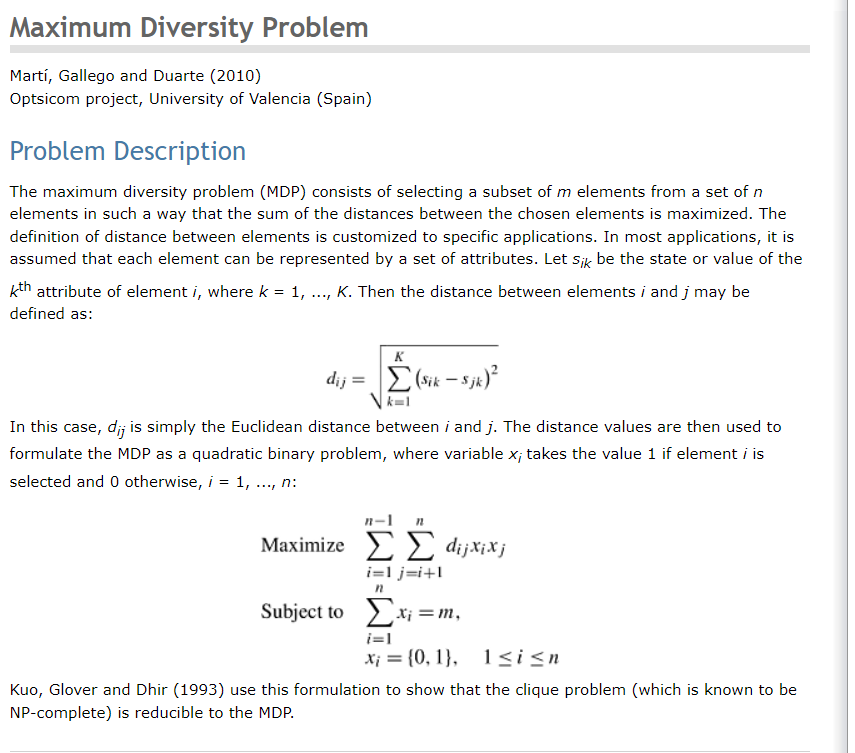 Maximum Diversity Problem
Martí, Gallego and Duarte (2010)
Optsicom project, University of Valencia (Spain)
Problem Description
The maximum diversity problem (MDP) consists of selecting a subset of m elements from a set of n
elements in such a way that the sum of the distances between the chosen elements is maximized. The
definition of distance between elements is customized to specific applications. In most applications, it is
assumed that each element can be represented by a set of attributes. Let s_{ik} be the state or value of the
k^{th} attribute of element i, where k = 1, ..., K. Then the distance between elements i and j may be
defined as:
d_{ij} = \sqrt{\sum_{k=1}^{K} (s_{ik} - s_{jk})^2}
In this case, d_{ij} is simply the Euclidean distance between i and j. The distance values are then used to
formulate the MDP as a quadratic binary problem, where variable x_i takes the value 1 if element i is
selected and 0 otherwise, i = 1, ..., n:
Maximize \sum_{i=1}^{n-1} \sum_{j=i+1}^{n} d_{ij} x_i x_j
Subject to \sum_{i=1}^{n} x_i = m,
x_i = {0, 1}, 1 ≤ i ≤ n
Kuo, Glover and Dhir (1993) use this formulation to show that the clique problem (which is known to be
NP-complete) is reducible to the MDP.